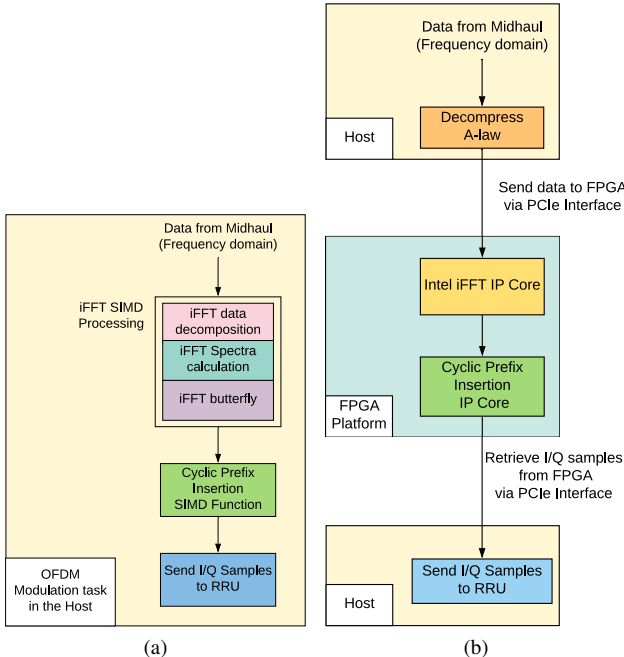 Data from Midhaul
(Frequency domain)
iFFT SIMD
Processing
iFFT data
decomposition
iFFT Spectra
calculation
iFFT butterfly
Cyclic Prefix
Insertion
SIMD Function
Send I/Q Samples
to RRU
OFDM
Modulation task
in the Host
(a)
Data from Midhaul
(Frequency domain)
Decompress
A-law
Host
Send data to FPGA
via PCIe Interface
Intel iFFT IP Core
Cyclic Prefix
Insertion
IP Core
FPGA
Platform
Retrieve I/Q samples
from FPGA
via PCIe Interface
Send I/Q Samples
to RRU
Host
(b)